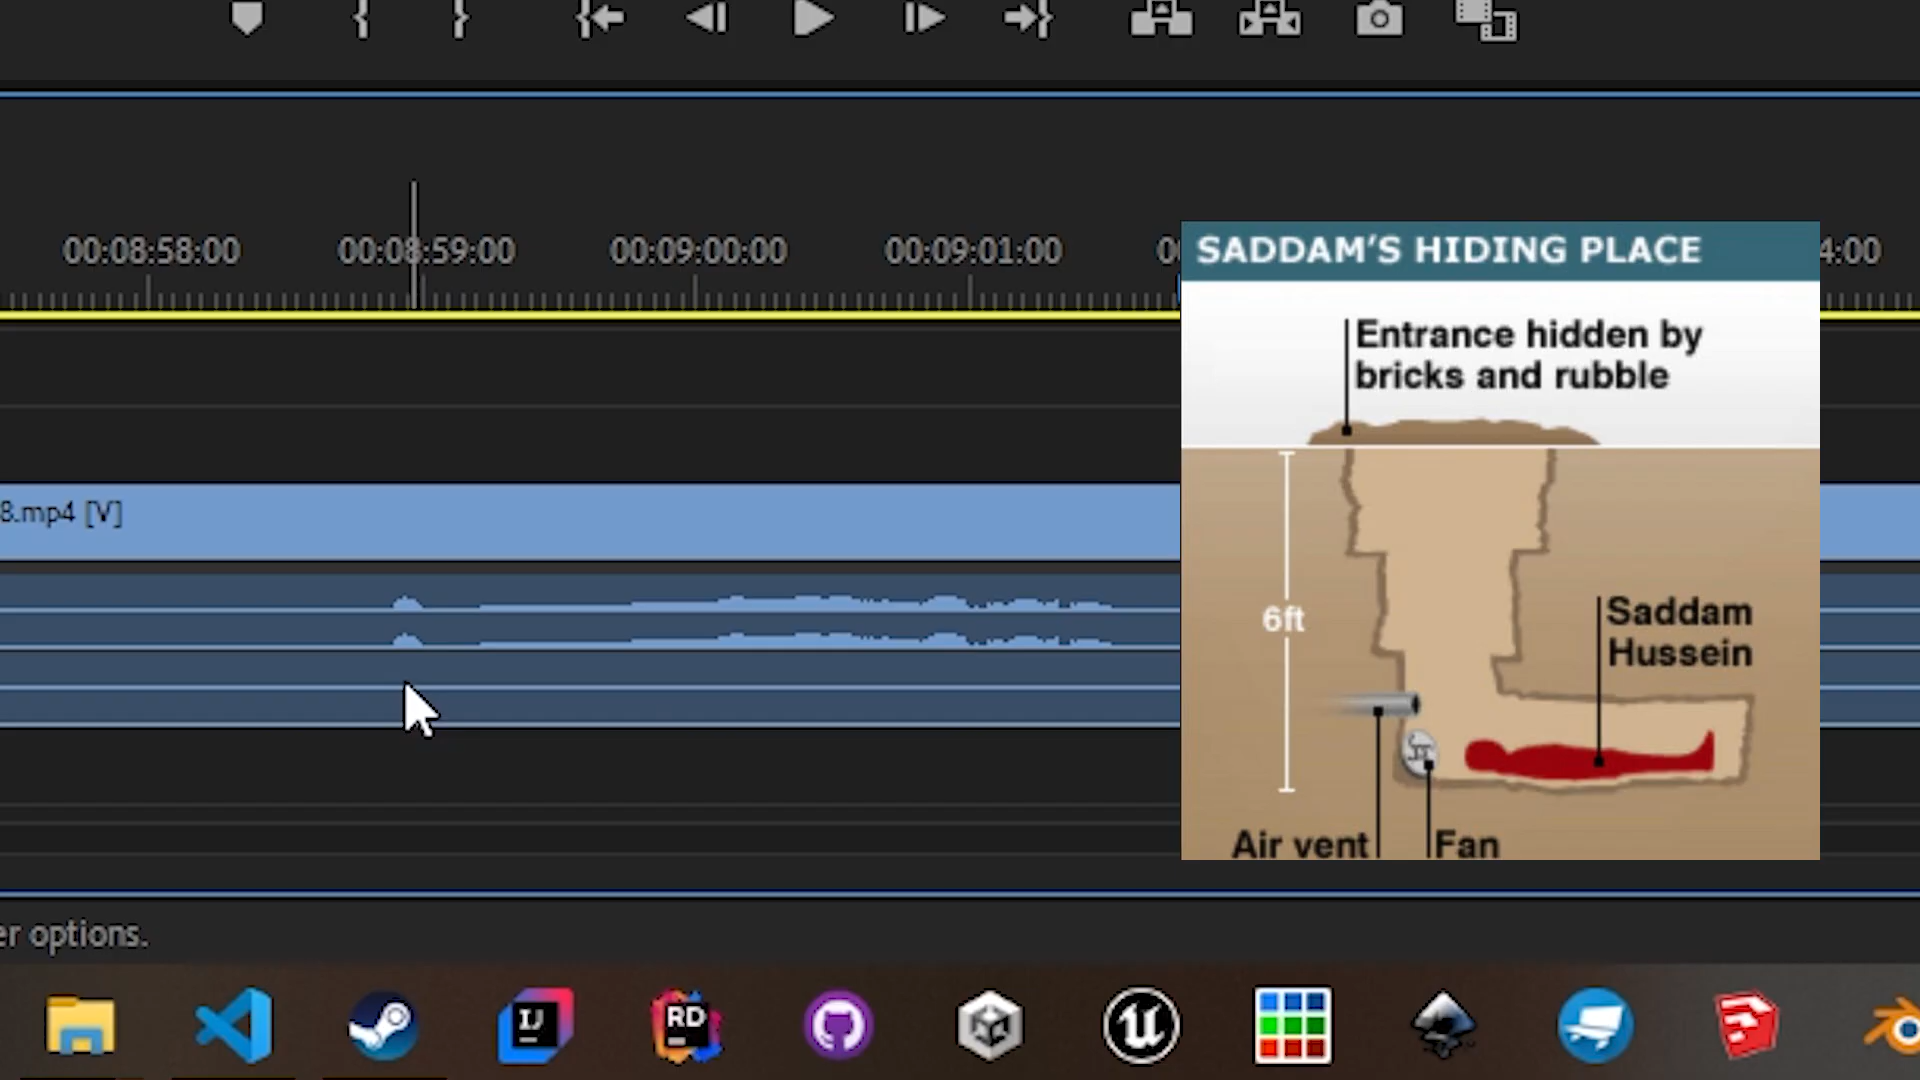 00:08:58:00
00:08:59:00
00:09:00:00
00:09:01:00
4:00
SADDAM'S HIDING PLACE
Entrance hidden by
bricks and rubble
8.mp4 [V]
6ft
Saddam
Hussein
Air vent
Fan
er options.
IJ
RD